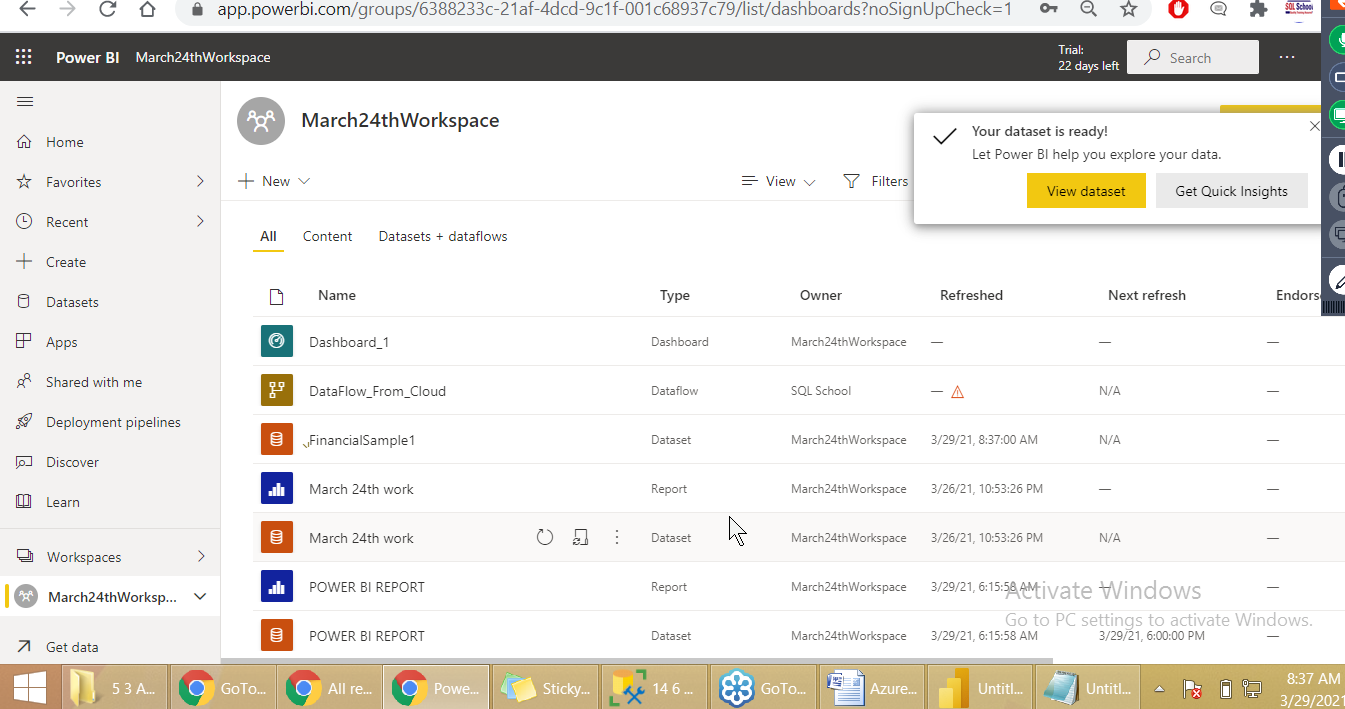 app.powerbi.com/groups/6388233c-21af-4dcd-9c1f-001c68937c79/list/dashboards?noSignUpCheck=1
Power BI March24thWorkspace
Trial:
22 days left
Search
March24thWorkspace
Your dataset is ready!
Let Power BI help you explore your data.
View dataset Get Quick Insights
New View Filters
All Content Datasets + dataflows
Home
Favorites
Recent
Create
Datasets
Apps
Shared with me
Deployment pipelines
Discover
Learn
Workspaces
March24thWorksp...
Get data
Name Type Owner Refreshed Next refresh Endors
Dashboard_1 Dashboard March24thWorkspace — — —
DataFlow_From_Cloud Dataflow SQL School — N/A —
FinancialSample1 Dataset March24thWorkspace 3/29/21, 8:37:00 AM N/A —
March 24th work Report March24thWorkspace 3/26/21, 10:53:26 PM — —
March 24th work Dataset March24thWorkspace 3/26/21, 10:53:26 PM N/A —
POWER BI REPORT Report March24thWorkspace 3/29/21, 6:15:58 AM — —
POWER BI REPORT Dataset March24thWorkspace 3/29/21, 6:15:58 AM 3/29/21, 6:00:00 PM —
Activate Windows
Go to PC settings to activate Windows.
5 3 A... GoTo... All re... Powe... Sticky... 14 6 ... GoTo... Azure... Untitl... Untitl...
8:37 AM
3/29/2021